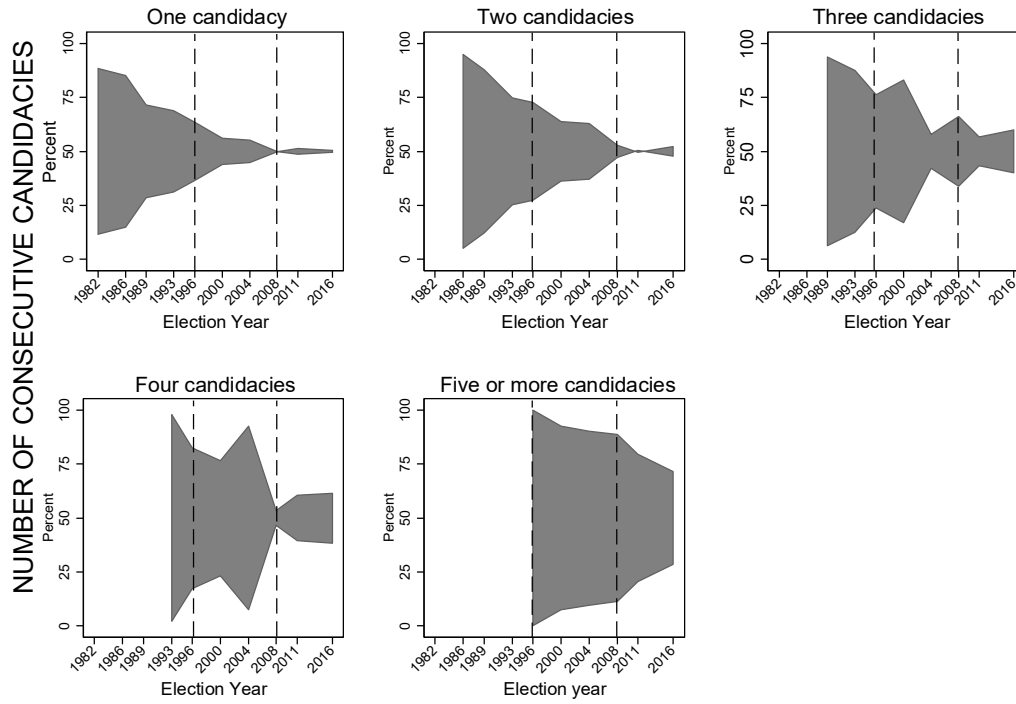 NUMBER OF CONSECUTIVE CANDIDACIES
One candidacy
Percent
100
75
50
25
0
1982 1986 1989 1993 1996 2000 2004 2008 2011 2016
Election Year
Two candidacies
Percent
100
75
50
25
0
1982 1986 1989 1993 1996 2000 2004 2008 2011 2016
Election Year
Three candidacies
Percent
100
75
50
25
0
1982 1986 1989 1993 1996 2000 2004 2008 2011 2016
Election Year
Four candidacies
Percent
100
75
50
25
0
1982 1986 1989 1993 1996 2000 2004 2008 2011 2016
Election Year
Five or more candidacies
Percent
100
75
50
25
0
1982 1986 1989 1993 1996 2000 2004 2008 2011 2016
Election year